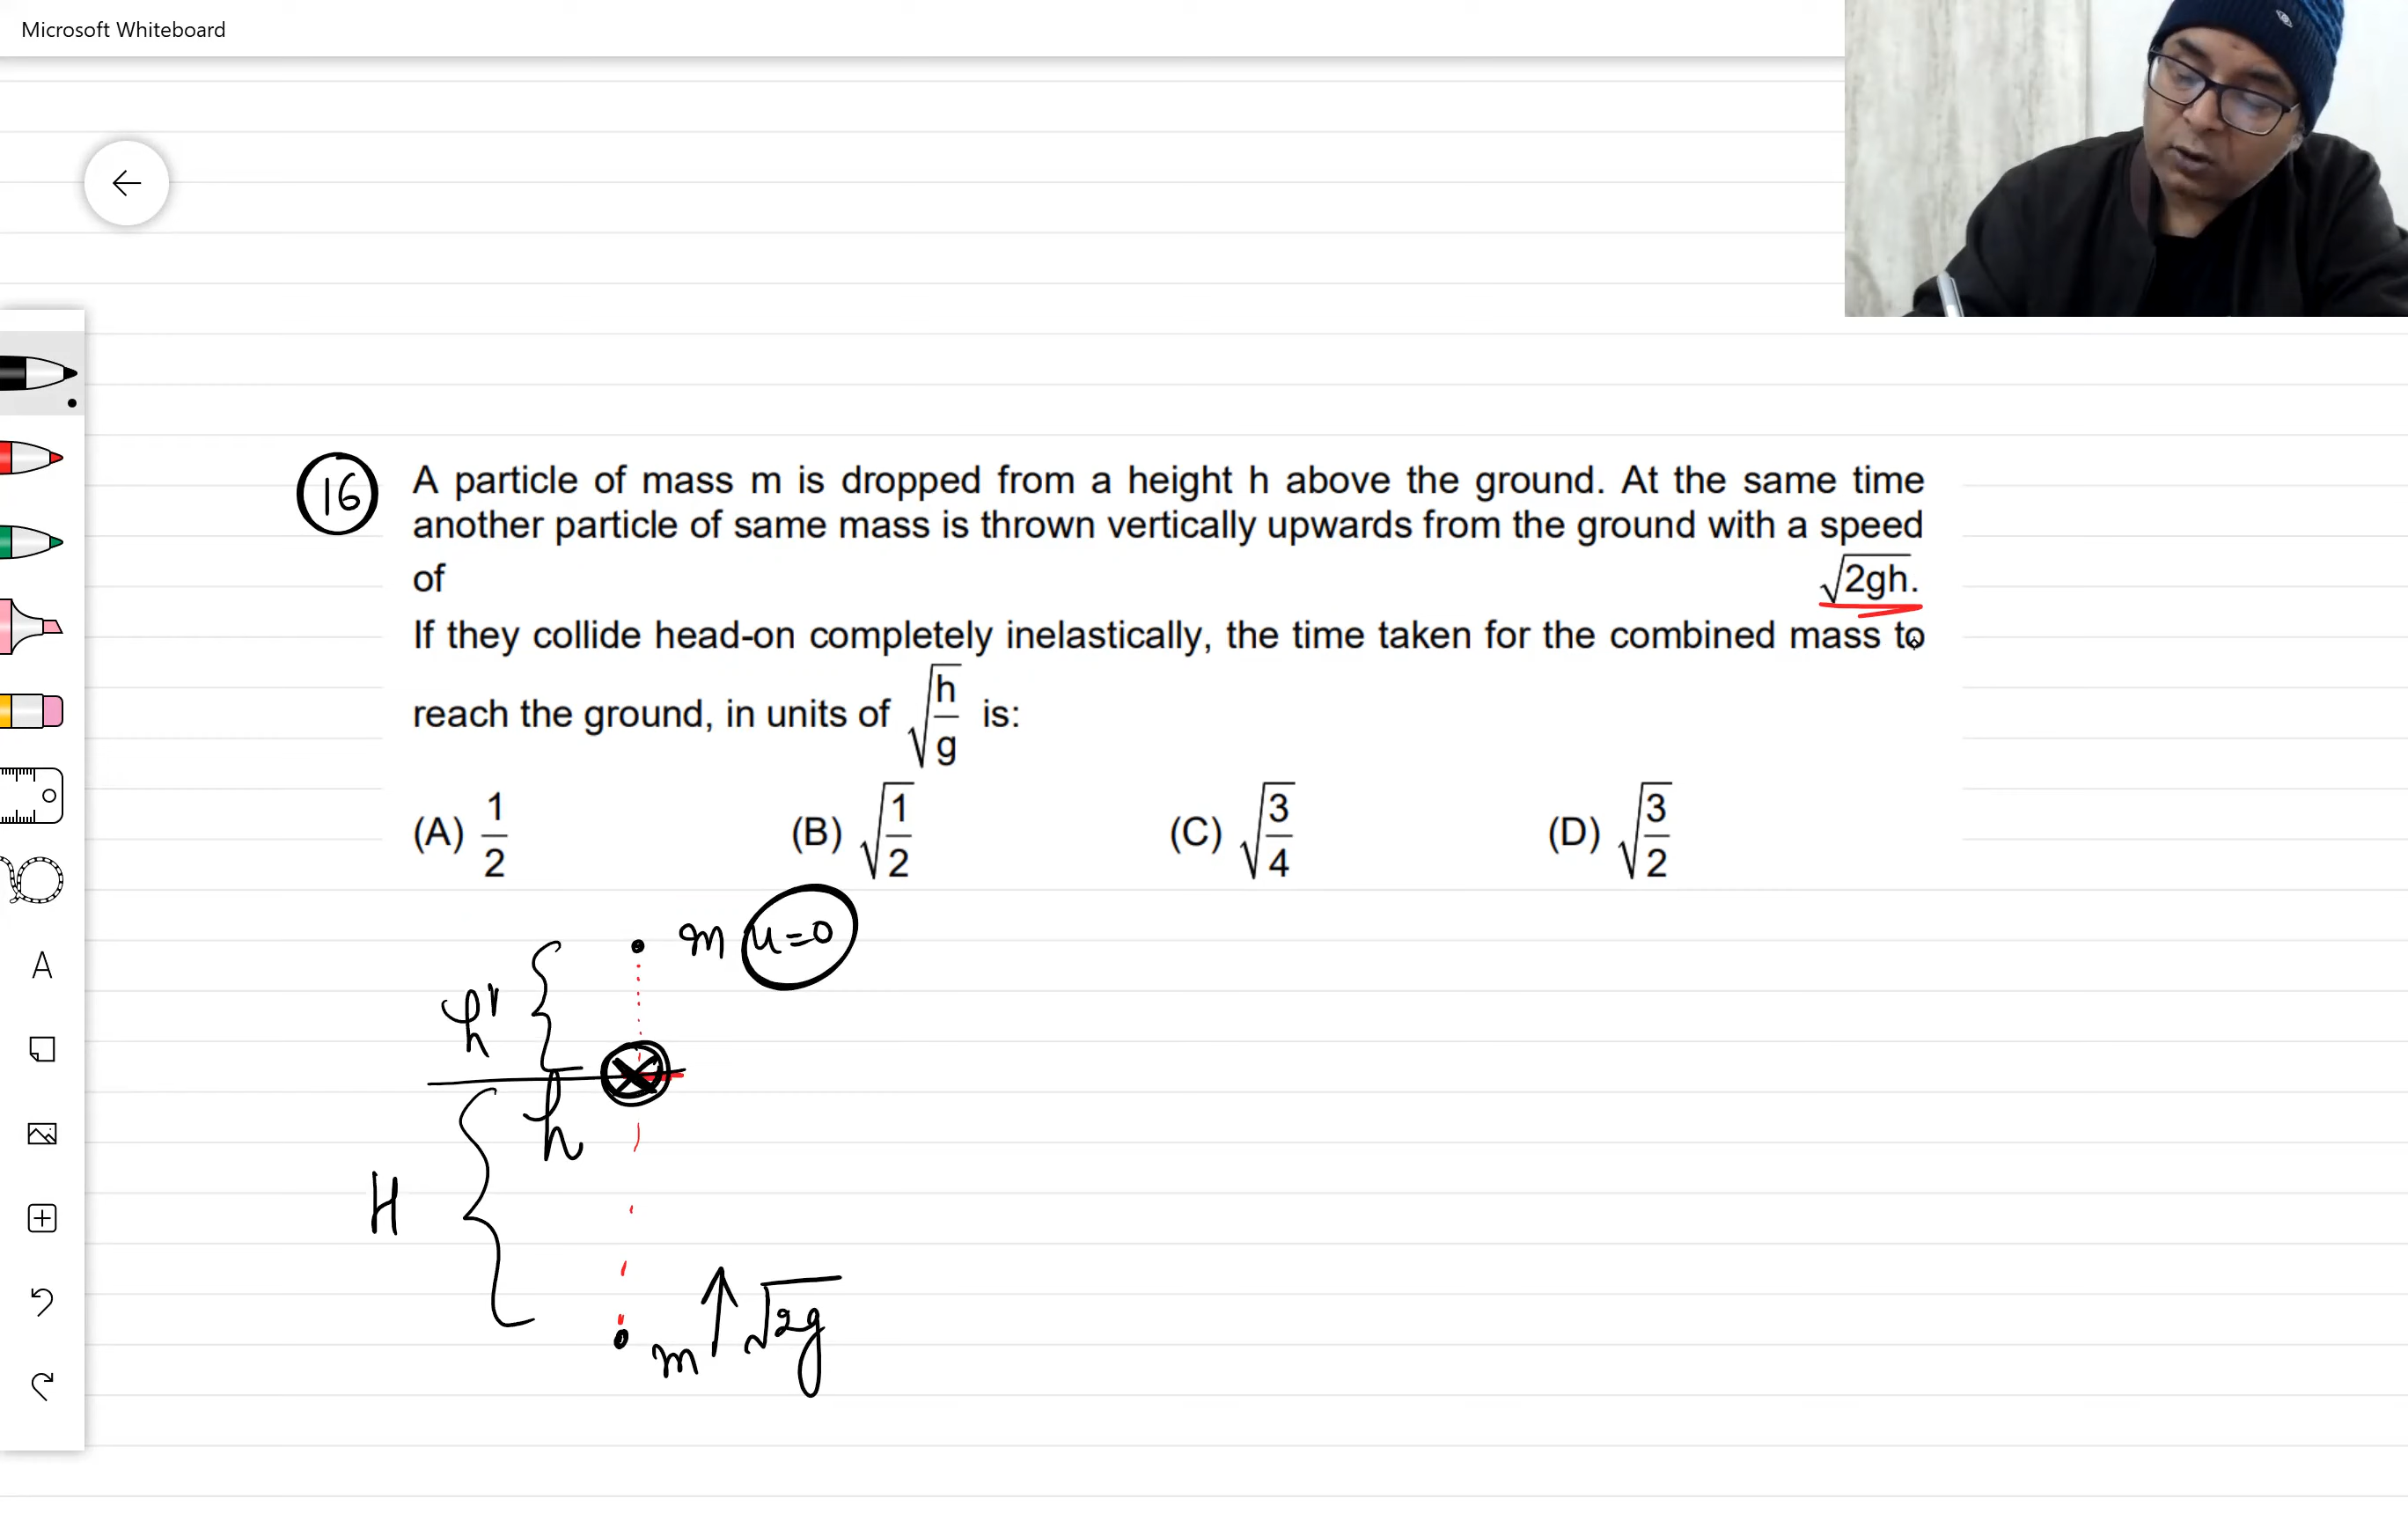 Microsoft Whiteboard
16
A particle of mass m is dropped from a height h above the ground. At the same time
another particle of same mass is thrown vertically upwards from the ground with a speed
of √2gh.
If they collide head-on completely inelastically, the time taken for the combined mass to
reach the ground, in units of √(h/g) is:
(A) 1/2 (B) √(1/2) (C) √(3/4) (D) √(3/2)
m u=0
h'
h
H
m ↑ √2g
A